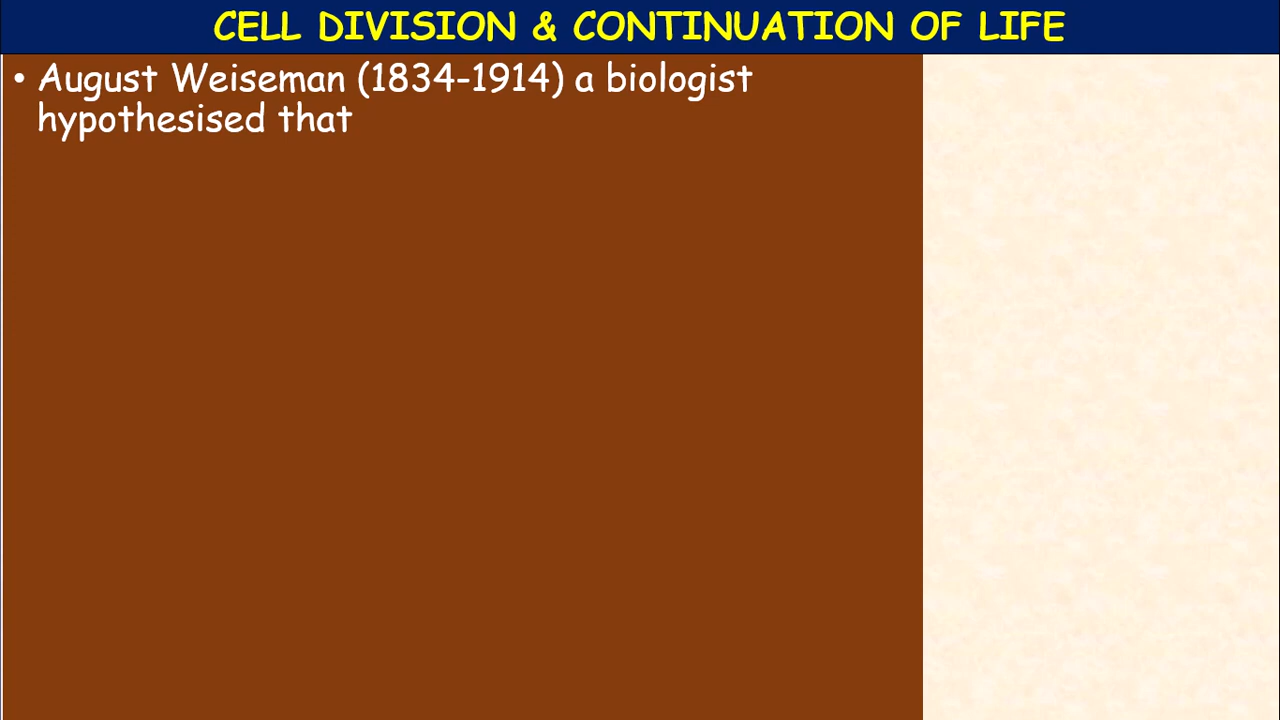 CELL DIVISION & CONTINUATION OF LIFE
• August Weiseman (1834-1914) a biologist
hypothesised that